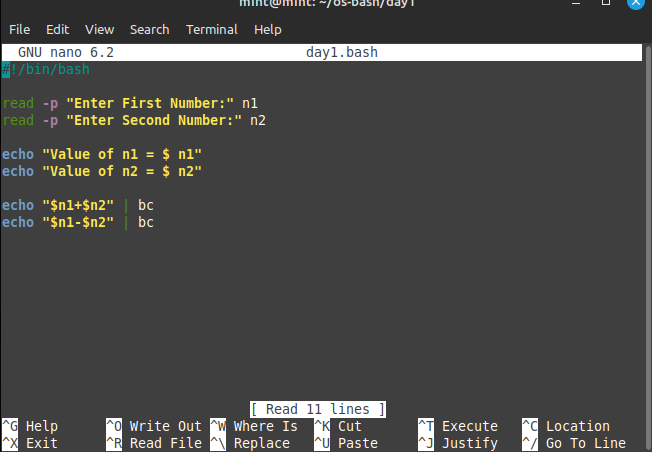 mint@mint: ~/os-bash/day1
File Edit View Search Terminal Help
GNU nano 6.2 day1.bash
#!/bin/bash
read -p "Enter First Number:" n1
read -p "Enter Second Number:" n2
echo "Value of n1 = $ n1"
echo "Value of n2 = $ n2"
echo "$n1+$n2" | bc
echo "$n1-$n2" | bc
[ Read 11 lines ]
^G Help ^O Write Out ^W Where Is ^K Cut ^T Execute ^C Location
^X Exit ^R Read File ^\ Replace ^U Paste ^J Justify ^/ Go To Line